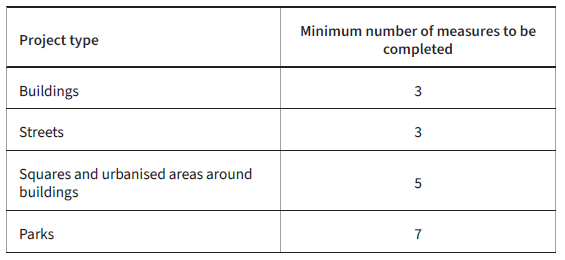 Project type
Minimum number of measures to be
completed
Buildings
3
Streets
3
Squares and urbanised areas around
buildings
5
Parks
7